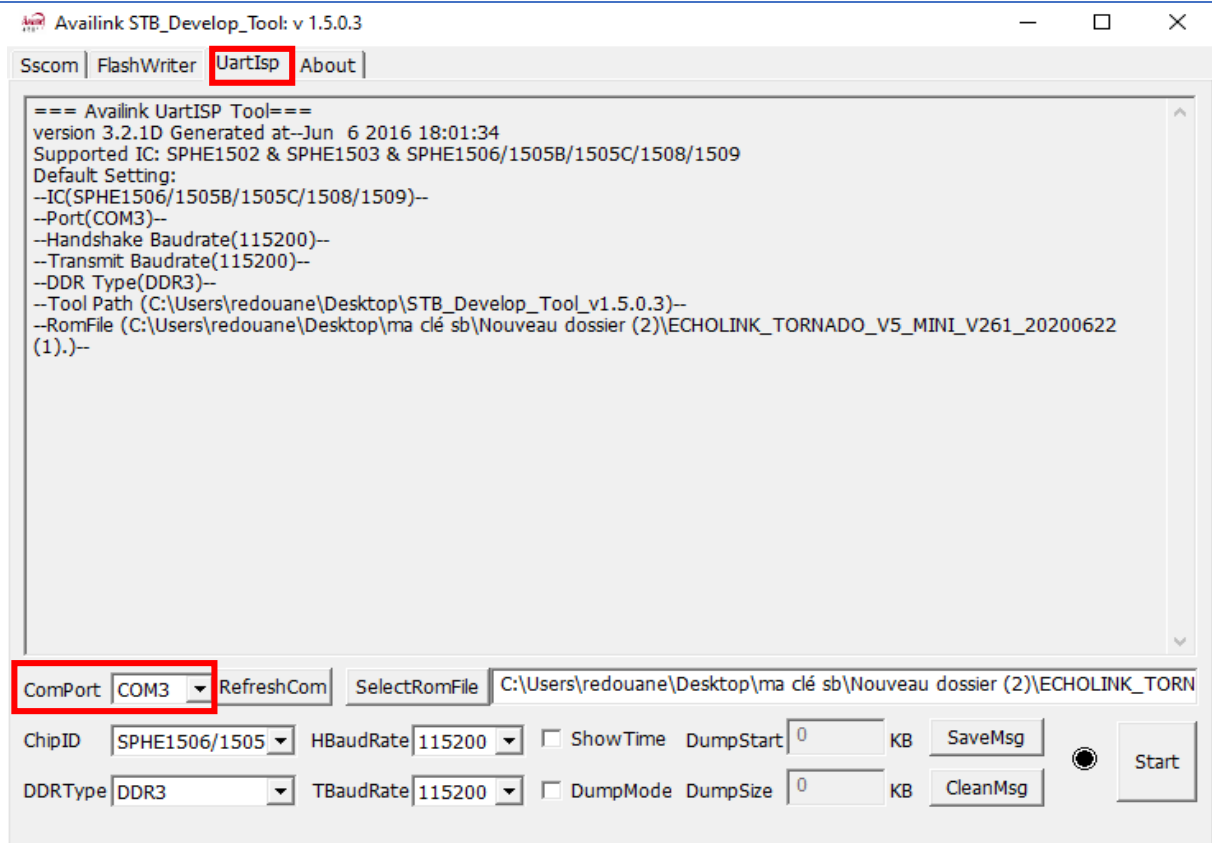 Availink STB_Develop_Tool: v 1.5.0.3
Sscom FlashWriter UartIsp About
=== Availink UartISP Tool===
version 3.2.1D Generated at--Jun  6 2016 18:01:34
Supported IC: SPHE1502 & SPHE1503 & SPHE1506/1505B/1505C/1508/1509
Default Setting:
--IC(SPHE1506/1505B/1505C/1508/1509)--
--Port(COM3)--
--Handshake Baudrate(115200)--
--Transmit Baudrate(115200)--
--DDR Type(DDR3)--
--Tool Path (C:\Users\redouane\Desktop\STB_Develop_Tool_v1.5.0.3)--
--RomFile (C:\Users\redouane\Desktop\ma clé sb\Nouveau dossier (2)\ECHOLINK_TORNADO_V5_MINI_V261_20200622
(1).)--
ComPort COM3 RefreshCom SelectRomFile C:\Users\redouane\Desktop\ma clé sb\Nouveau dossier (2)\ECHOLINK_TORN
ChipID SPHE1506/1505 HBaudRate 115200 ShowTime DumpStart 0 KB SaveMsg Start
DDRType DDR3 TBaudRate 115200 DumpMode DumpSize 0 KB CleanMsg